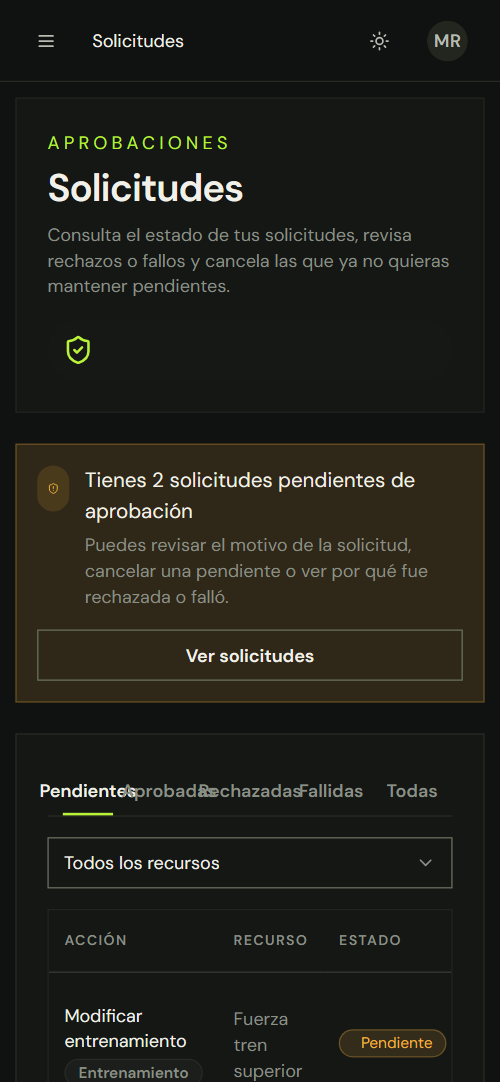 Solicitudes
MR
APROBACIONES
Solicitudes
Consulta el estado de tus solicitudes, revisa
rechazos o fallos y cancela las que ya no quieras
mantener pendientes.
Tienes 2 solicitudes pendientes de
aprobación
Puedes revisar el motivo de la solicitud,
cancelar una pendiente o ver por qué fue
rechazada o falló.
Ver solicitudes
Pendientes Aprobadas Rechazadas Fallidas Todas
Todos los recursos
ACCIÓN RECURSO ESTADO
Modificar
entrenamiento
Entrenamiento
Fuerza
tren
superior
Pendiente